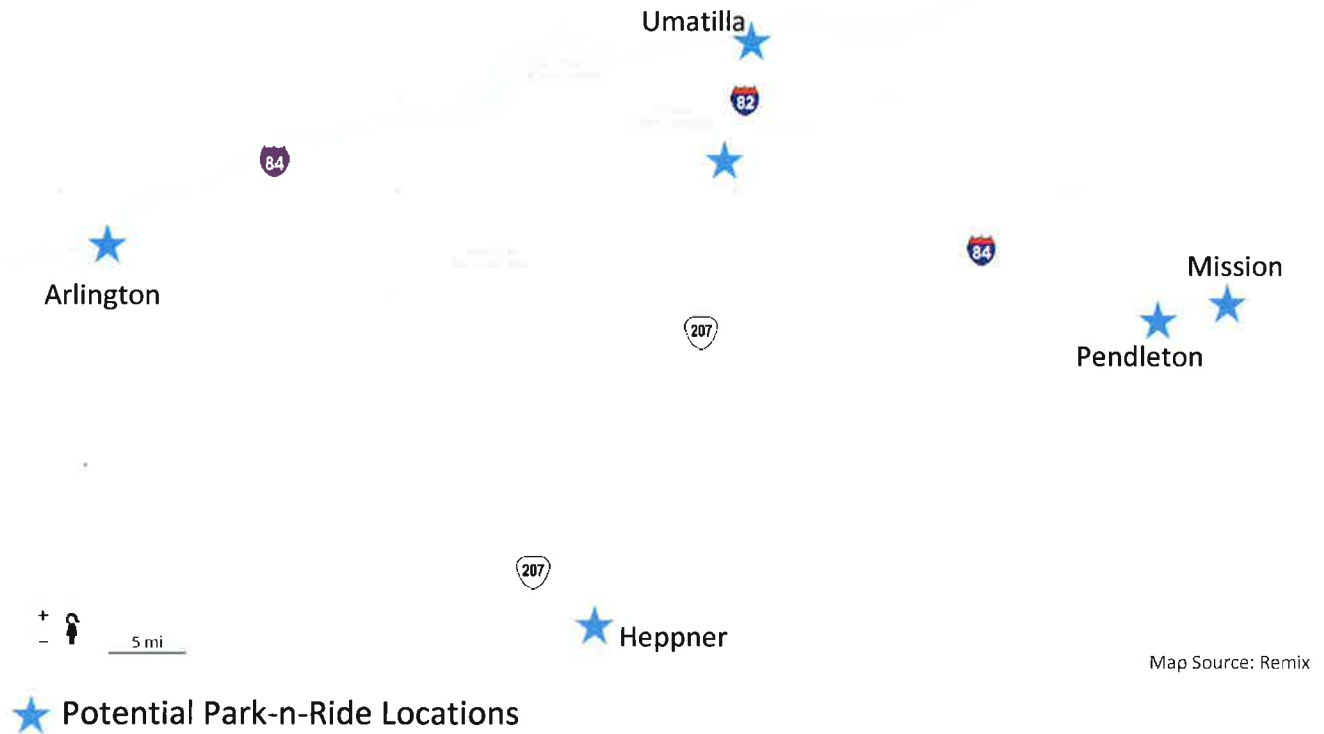 Umatilla
82
84
84
Mission
Arlington
207
Pendleton
207
+
−
5 mi
Heppner
Map Source: Remix
Potential Park-n-Ride Locations